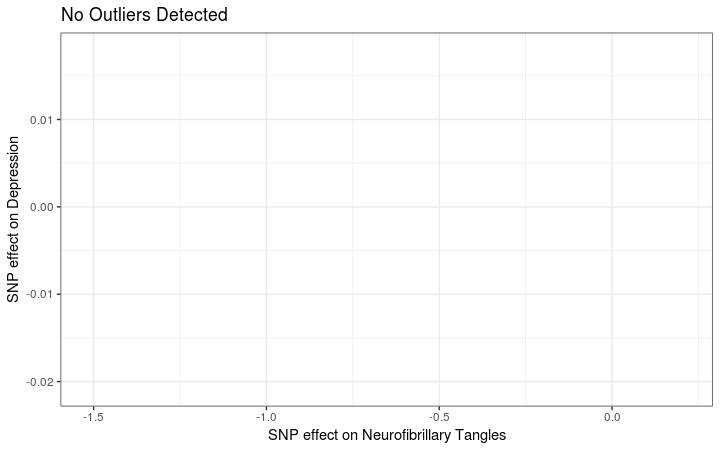 No Outliers Detected
SNP effect on Depression
0.01
0.00
-0.01
-0.02
-1.5
-1.0
-0.5
0.0
SNP effect on Neurofibrillary Tangles